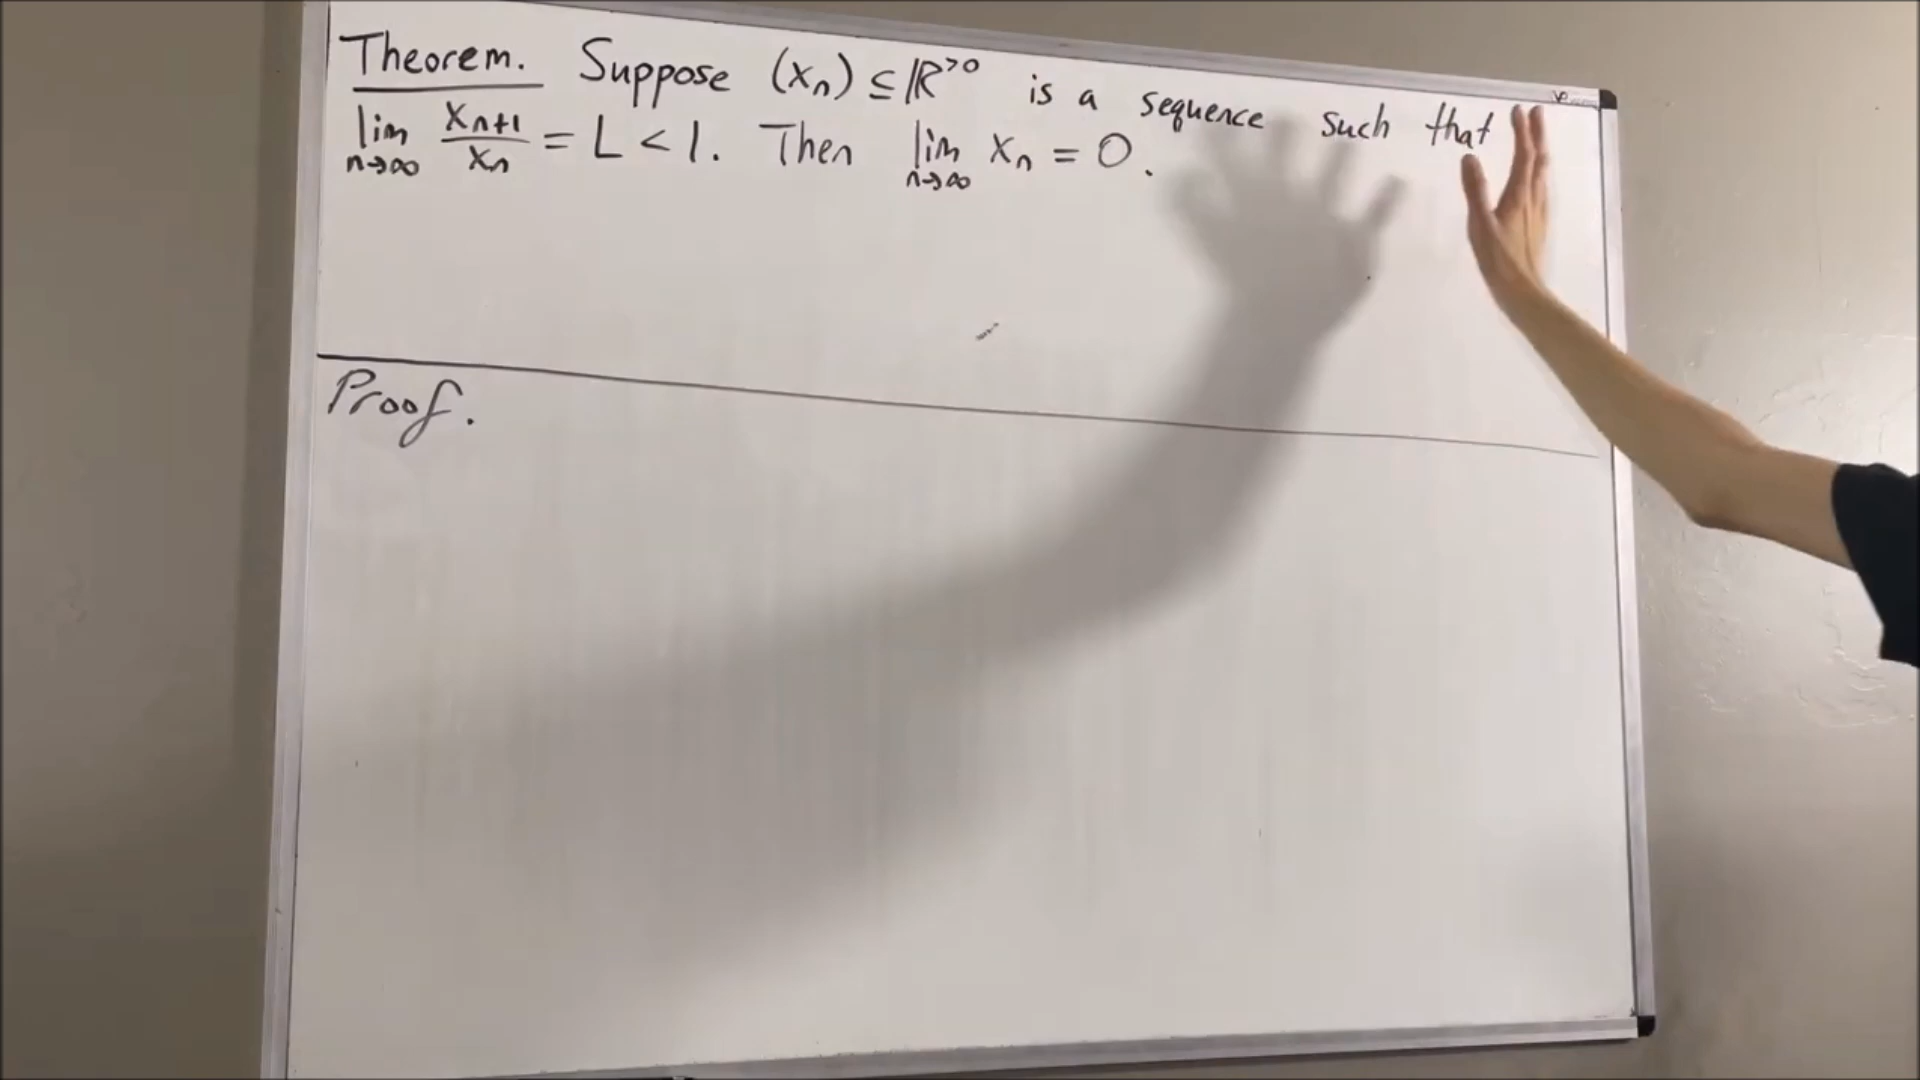 Theorem. Suppose (xₙ) ⊆ ℝ^{>0} is a sequence such that
lim_{n→∞} xₙ₊₁/xₙ = L < 1. Then lim_{n→∞} xₙ = 0.
Proof.